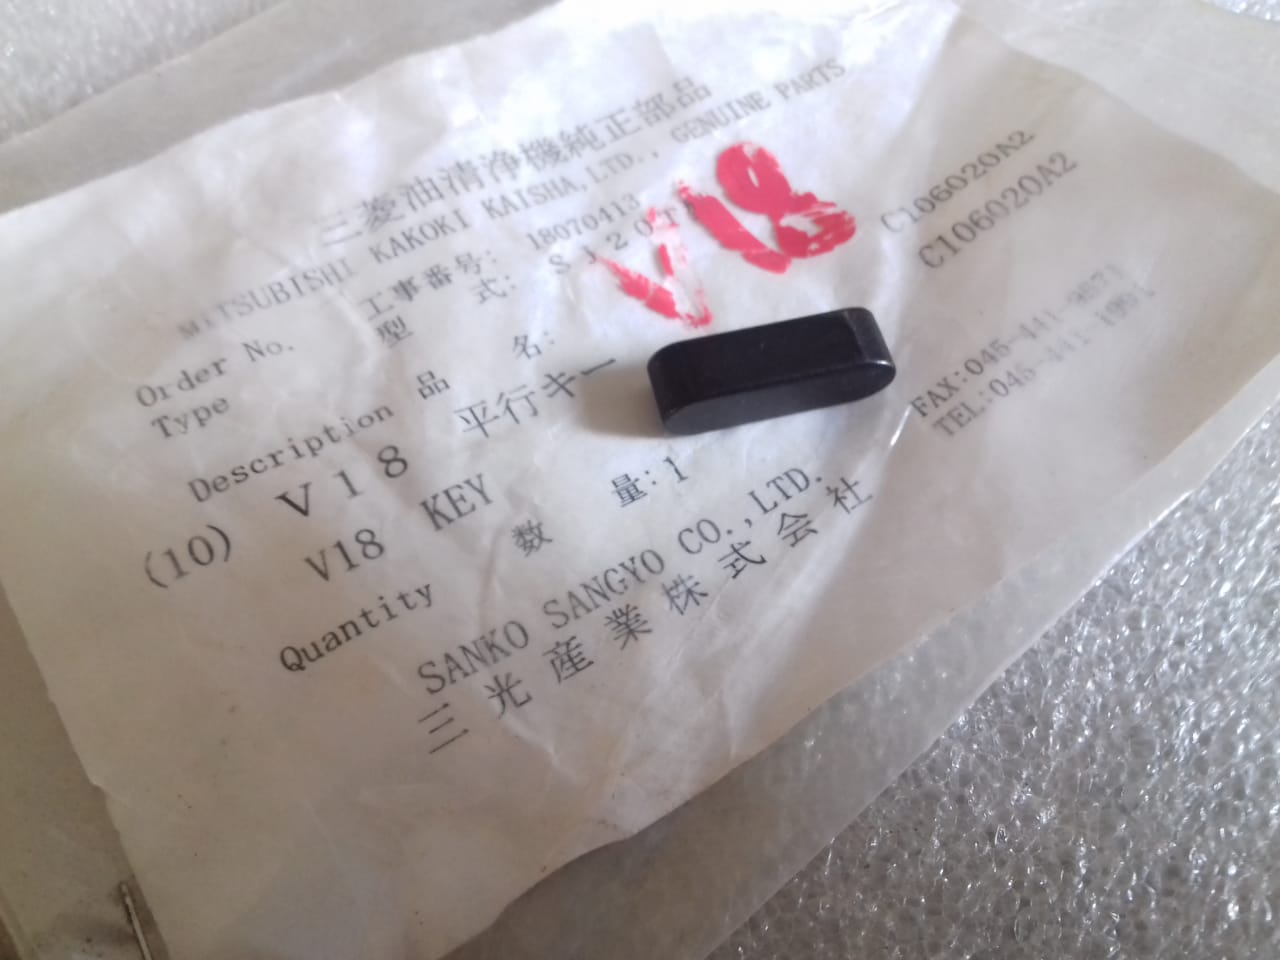 三菱油清浄機純正部品
MITSUBISHI KAKOKI KAISHA,LTD., GENUINE PARTS
Order No. 工事番号: 18070413
Type 型 式: SJ20T
V18
Description 品 名:
(10) V18 平行キー C106020A2
V18 KEY C106020A2
Quantity 数 量: 1
SANKO SANGYO CO.,LTD. FAX:045-441-
三光産業株式会社 TEL:045-441-1991